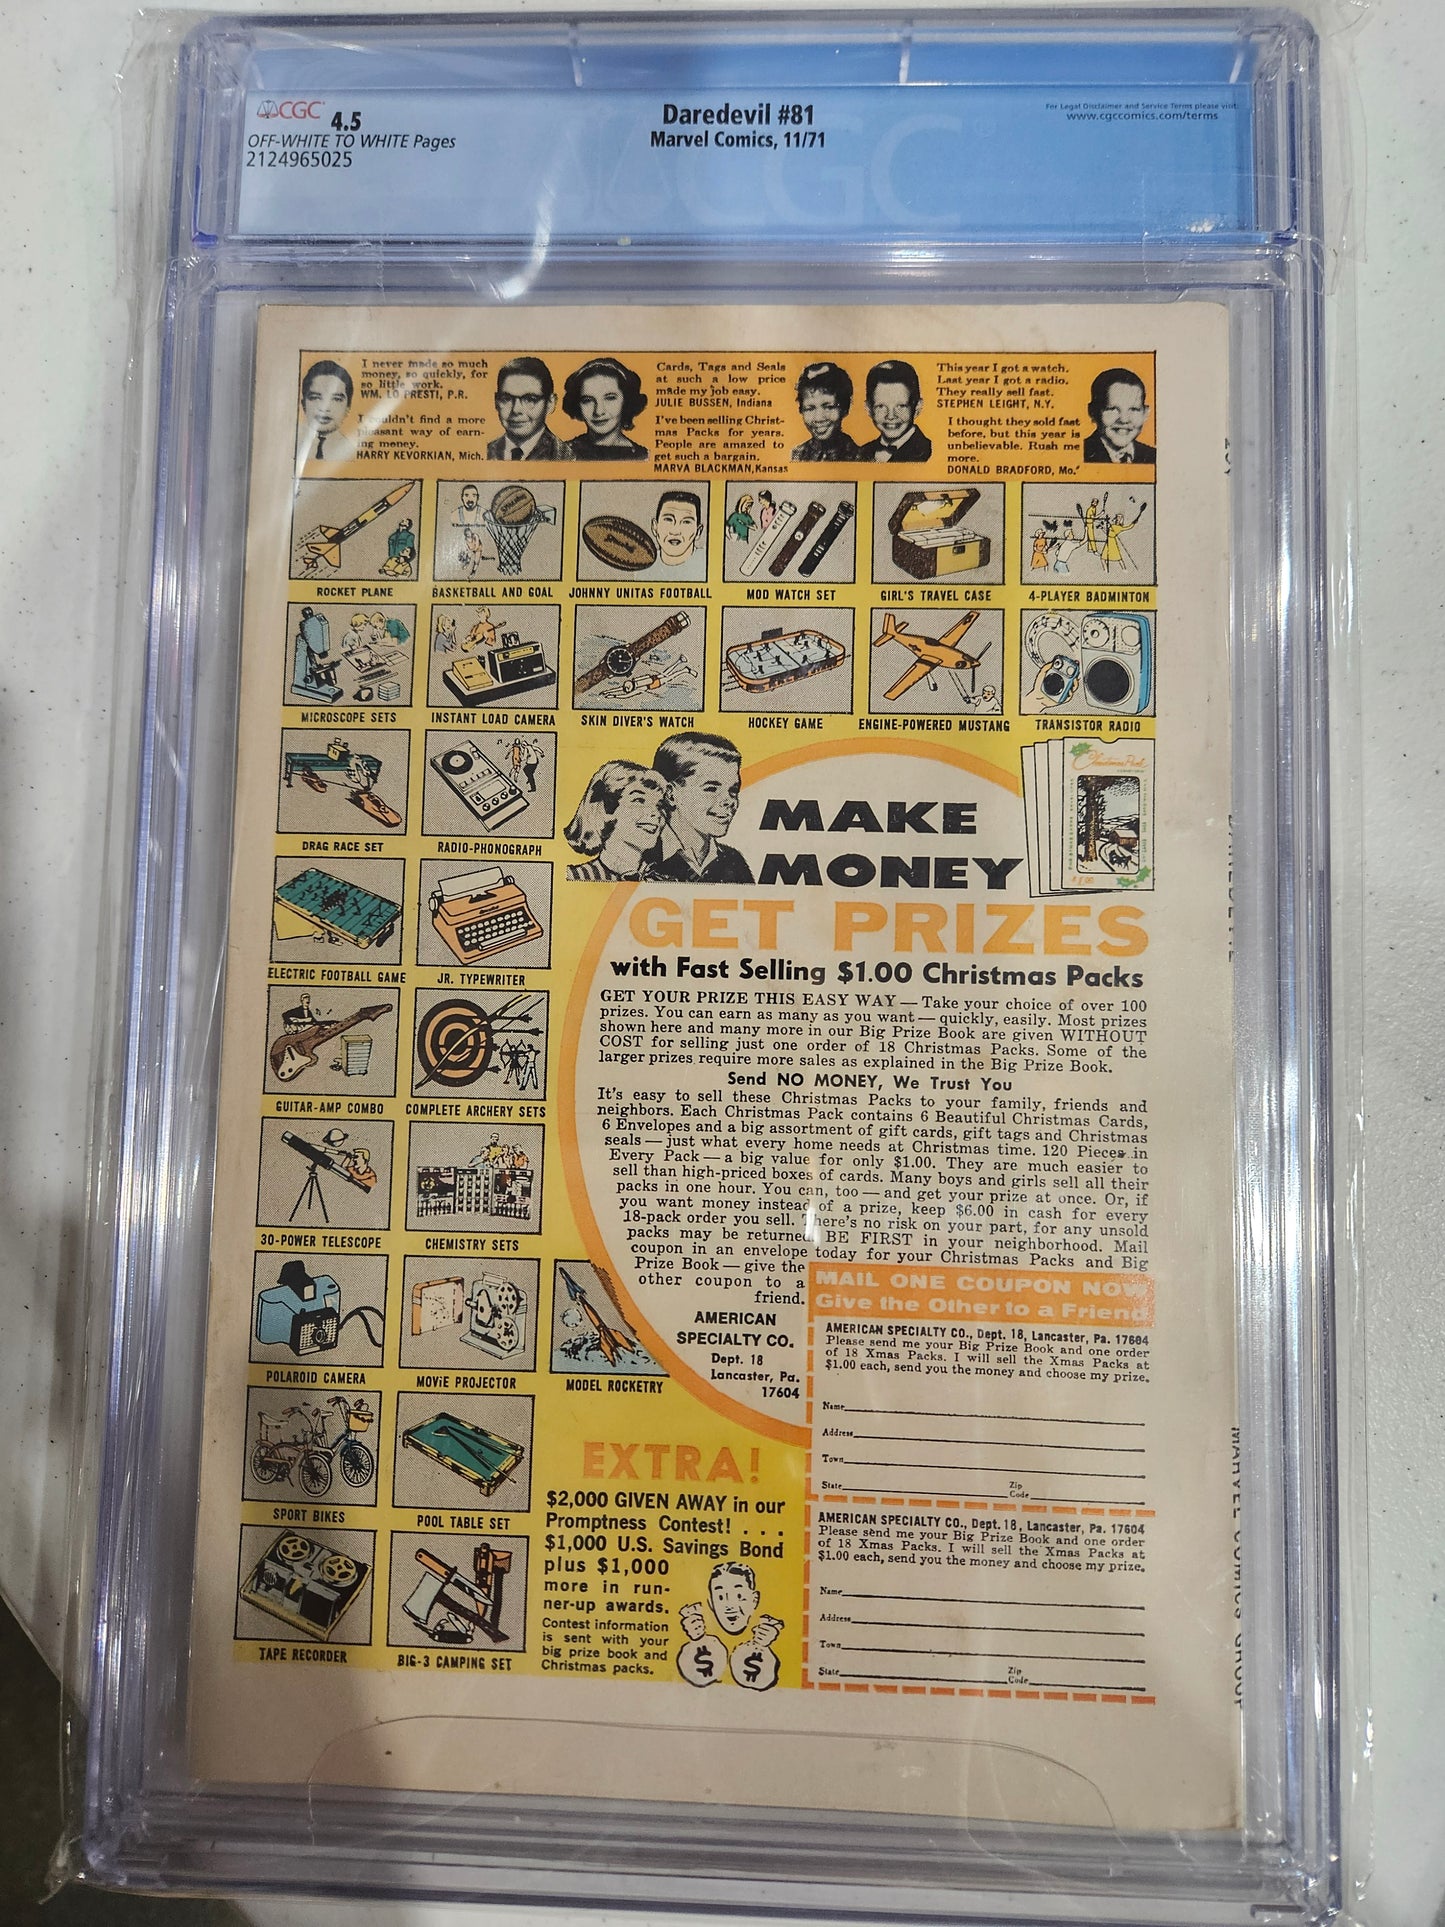 CGC 4.5
OFF-WHITE TO WHITE Pages
2124965025
Daredevil #81
Marvel Comics, 11/71
For Legal Disclaimer and Service Terms please visit:
www.cgccomics.com/terms
I never made so much
money, so quickly, for
so little work.
WM. LO PRESTI, P.R.
I couldn't find a more
pleasant way of earn-
ing money.
HARRY KEVORKIAN, Mich.
Cards, Tags and Seals
at such a low price
made my job easy.
JULIE BUSSEN, Indiana
I've been selling Christ-
mas Packs for years.
People are amazed to
get such a bargain.
MARVA BLACKMAN, Kansas
This year I got a watch.
Last year I got a radio.
They really sell fast.
STEPHEN LEIGHT, N.Y.
I thought they sold fast
before, but this year is
unbelievable. Rush me
more.
DONALD BRADFORD, Mo.
ROCKET PLANE
BASKETBALL AND GOAL
JOHNNY UNITAS FOOTBALL
MOD WATCH SET
GIRL'S TRAVEL CASE
4-PLAYER BADMINTON
MICROSCOPE SETS
INSTANT LOAD CAMERA
SKIN DIVER'S WATCH
HOCKEY GAME
ENGINE-POWERED MUSTANG
TRANSISTOR RADIO
DRAG RACE SET
RADIO-PHONOGRAPH
ELECTRIC FOOTBALL GAME
JR. TYPEWRITER
GUITAR-AMP COMBO
COMPLETE ARCHERY SETS
30-POWER TELESCOPE
CHEMISTRY SETS
POLAROID CAMERA
MOViE PROJECTOR
MODEL ROCKETRY
SPORT BIKES
POOL TABLE SET
TAPE RECORDER
BIG-3 CAMPING SET
Christmas Pack
MAKE
MONEY
GET PRIZES
with Fast Selling $1.00 Christmas Packs
GET YOUR PRIZE THIS EASY WAY — Take your choice of over 100
prizes. You can earn as many as you want — quickly, easily. Most prizes
shown here and many more in our Big Prize Book are given WITHOUT
COST for selling just one order of 18 Christmas Packs. Some of the
larger prizes require more sales as explained in the Big Prize Book.
Send NO MONEY, We Trust You
It's easy to sell these Christmas Packs to your family, friends and
neighbors. Each Christmas Pack contains 6 Beautiful Christmas Cards,
6 Envelopes and a big assortment of gift cards, gift tags and Christmas
seals — just what every home needs at Christmas time. 120 Pieces in
Every Pack — a big value for only $1.00. They are much easier to
sell than high-priced boxes of cards. Many boys and girls sell all their
packs in one hour. You can, too — and get your prize at once. Or, if
you want money instead of a prize, keep $6.00 in cash for every
18-pack order you sell. There's no risk on your part, for any unsold
packs may be returned. BE FIRST in your neighborhood. Mail
coupon in an envelope today for your Christmas Packs and Big
Prize Book — give the
other coupon to a
friend.
AMERICAN
SPECIALTY CO.
Dept. 18
Lancaster, Pa.
17604
MAIL ONE COUPON NOW
Give the Other to a Friend
AMERICAN SPECIALTY CO., Dept. 18, Lancaster, Pa. 17604
Please send me your Big Prize Book and one order
of 18 Xmas Packs. I will sell the Xmas Packs at
$1.00 each, send you the money and choose my prize.
Name
Address
Town
State Zip Code
AMERICAN SPECIALTY CO., Dept. 18, Lancaster, Pa. 17604
Please send me your Big Prize Book and one order
of 18 Xmas Packs. I will sell the Xmas Packs at
$1.00 each, send you the money and choose my prize.
Name
Address
Town
State Zip Code
EXTRA!
$2,000 GIVEN AWAY in our
Promptness Contest! . . .
$1,000 U.S. Savings Bond
plus $1,000
more in run-
ner-up awards.
Contest information
is sent with your
big prize book and
Christmas packs.
$ $
MARVEL COMICS GROUP